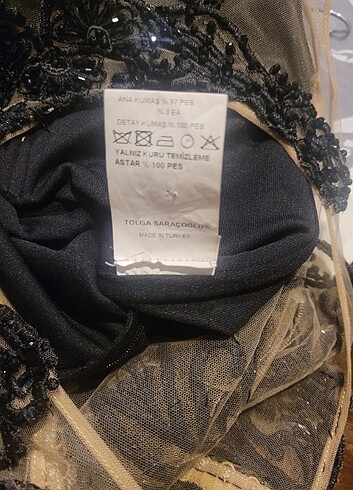 ANA KUMAŞ % 97 PES
% 3 EA
DETAY KUMAŞ % 100 PES
YALNIZ KURU TEMİZLEME
ASTAR % 100 PES
TOLGA SARAÇOĞLU
MADE IN TURKEY